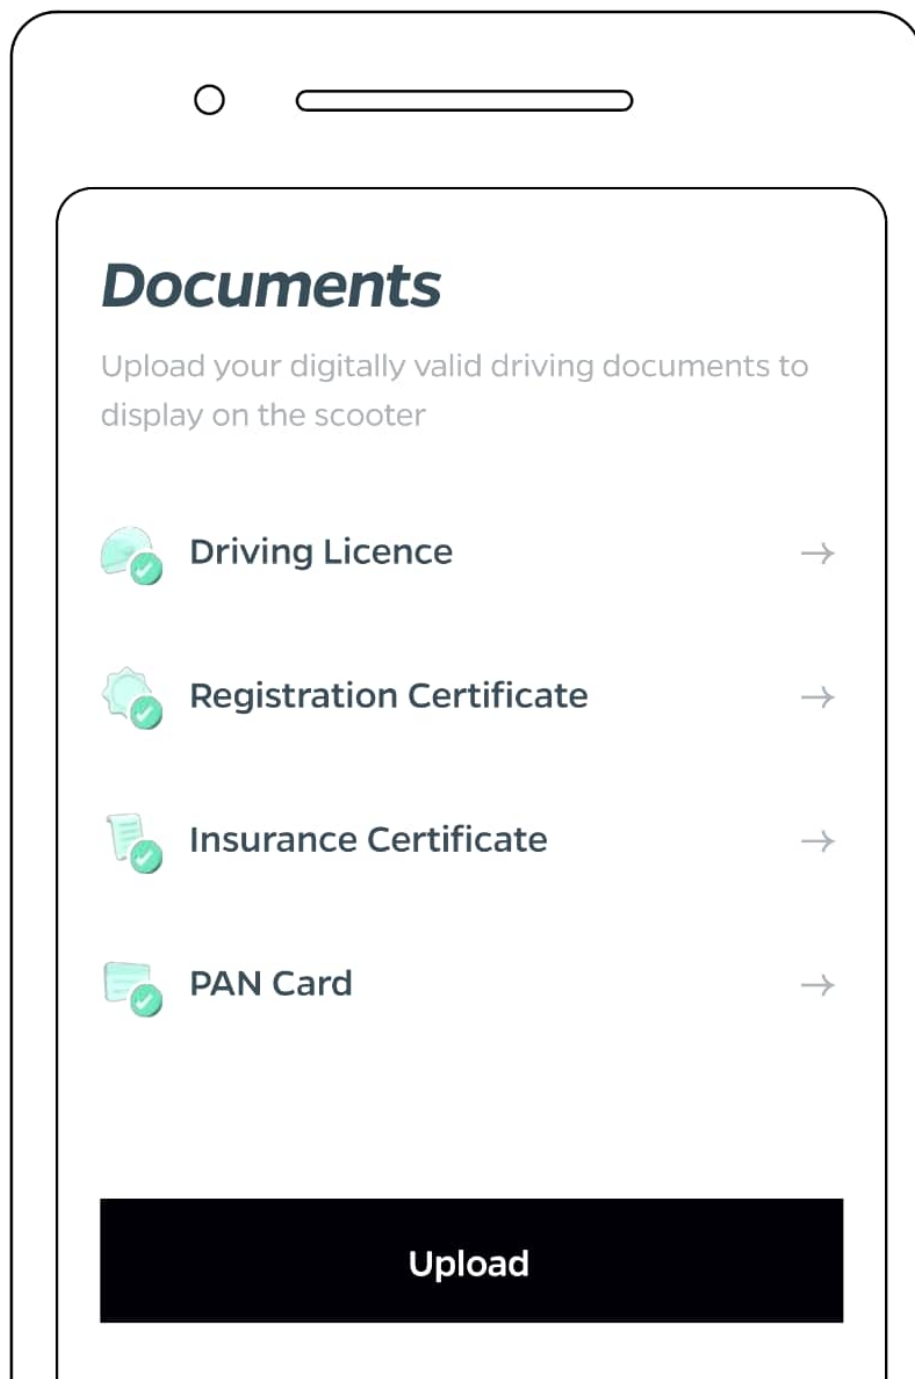 Documents
Upload your digitally valid driving documents to
display on the scooter
Driving Licence
Registration Certificate
Insurance Certificate
PAN Card
Upload